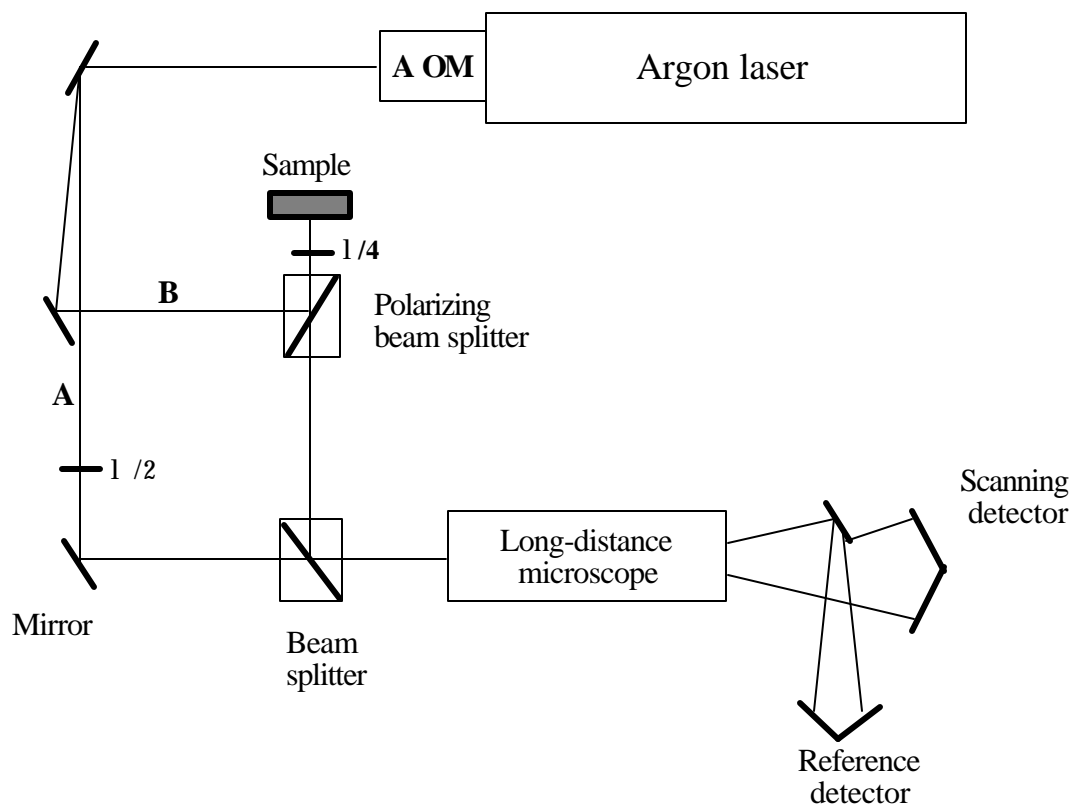 A OM
Argon laser
Sample
l /4
B
Polarizing
beam splitter
A
l /2
Scanning
detector
Long-distance
microscope
Mirror
Beam
splitter
Reference
detector